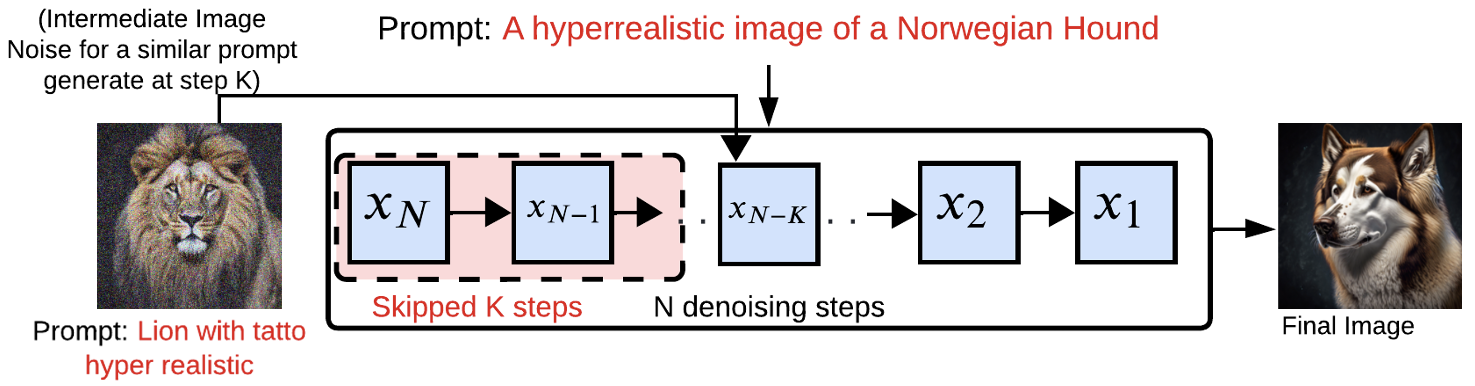 (Intermediate Image
Noise for a similar prompt
generate at step K)
Prompt: A hyperrealistic image of a Norwegian Hound
x_N
x_{N-1}
. .
x_{N-K}
. .
x_2
x_1
Skipped K steps
N denoising steps
Prompt: Lion with tatto
hyper realistic
Final Image